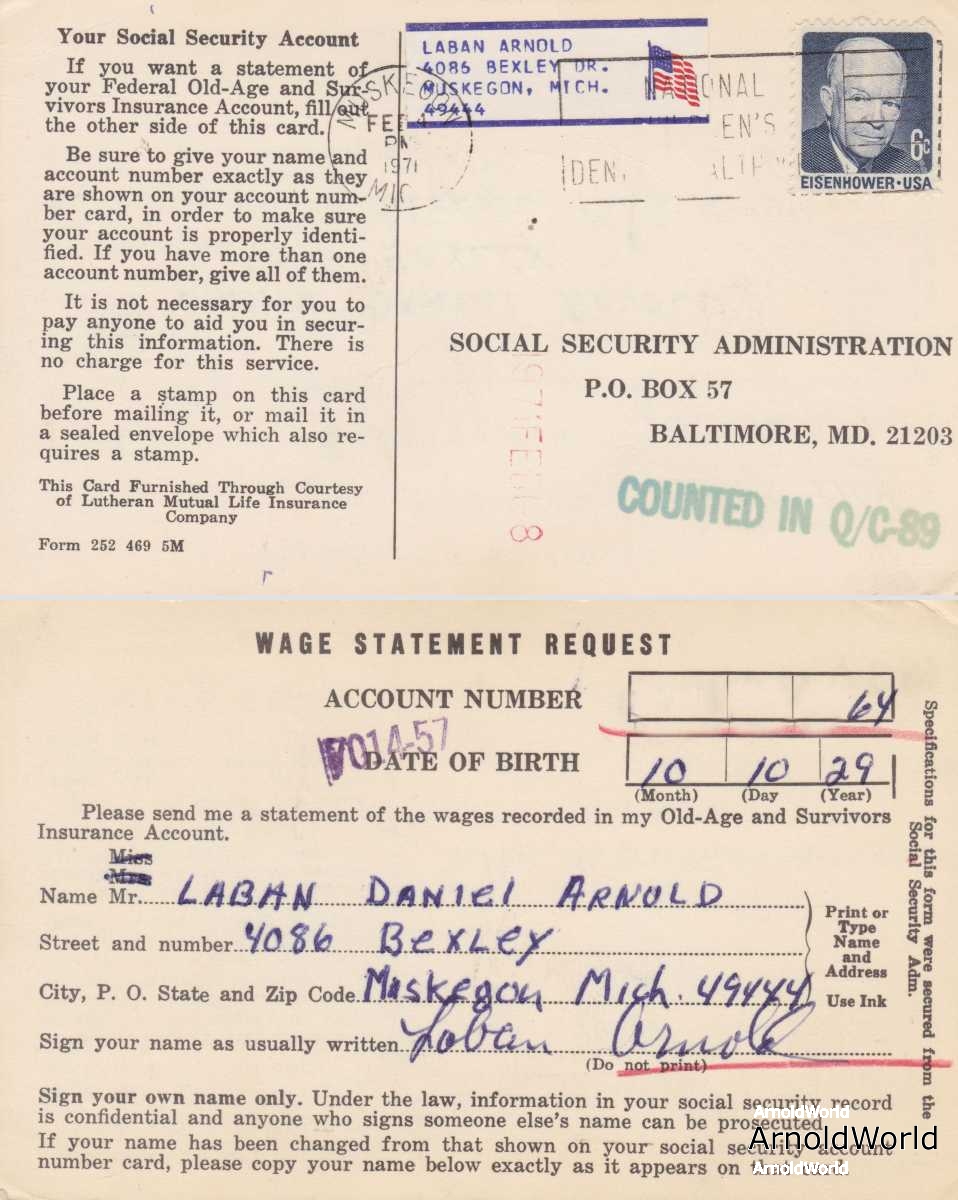 Your Social Security Account
If you want a statement of
your Federal Old-Age and Sur-
vivors Insurance Account, fill out
the other side of this card.
Be sure to give your name and
account number exactly as they
are shown on your account num-
ber card, in order to make sure
your account is properly identi-
fied. If you have more than one
account number, give all of them.
It is not necessary for you to
pay anyone to aid you in secur-
ing this information. There is
no charge for this service.
Place a stamp on this card
before mailing it, or mail it in
a sealed envelope which also re-
quires a stamp.
This Card Furnished Through Courtesy
of Lutheran Mutual Life Insurance
Company
Form 252 469 5M
LABAN ARNOLD
4086 BEXLEY DR.
MUSKEGON, MICH.
49444
FEB 4
PM
1971
6c
EISENHOWER·USA
SOCIAL SECURITY ADMINISTRATION
P.O. BOX 57
BALTIMORE, MD. 21203
COUNTED IN Q/C-89
WAGE STATEMENT REQUEST
ACCOUNT NUMBER 64
7014-57
DATE OF BIRTH 10 10 29
(Month) (Day (Year)
Please send me a statement of the wages recorded in my Old-Age and Survivors
Insurance Account.
Miss
Mrs
Name Mr. LABAN DANIEL ARNOLD
Street and number 4086 BEXLEY
City, P. O. State and Zip Code Muskegon Mich. 49444
Print or
Type
Name
and
Address
Use Ink
Sign your name as usually written Laban Arnold
(Do not print)
Sign your own name only. Under the law, information in your social security record
is confidential and anyone who signs someone else's name can be prosecuted
If your name has been changed from that shown on your social security account
number card, please copy your name below exactly as it appears on
Specifications for this form were secured from the
Social Security Adm.
ArnoldWorld
ArnoldWorld
ArnoldWorld